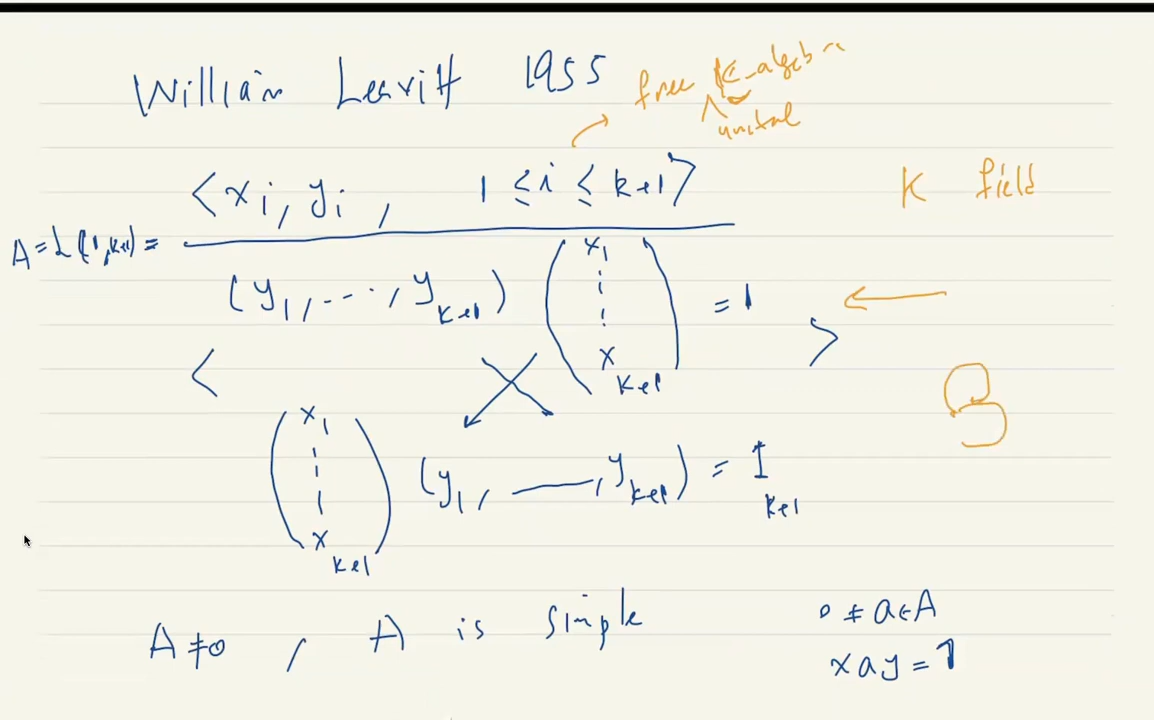 William Leavitt 1955
free K-algebra
unital
< x_i, y_i, 1 ≤ i ≤ k+1 >
K field
A = L(1,k+1) =
(y_1, ---, y_{k+1}) (x_1 ⋮ x_{k+1}) = 1
< >
(x_1 ⋮ x_{k+1}) (y_1, —, y_{k+1}) = I_{k+1}
A ≠ 0, A is simple
0 ≠ a ∈ A
x a y = 1